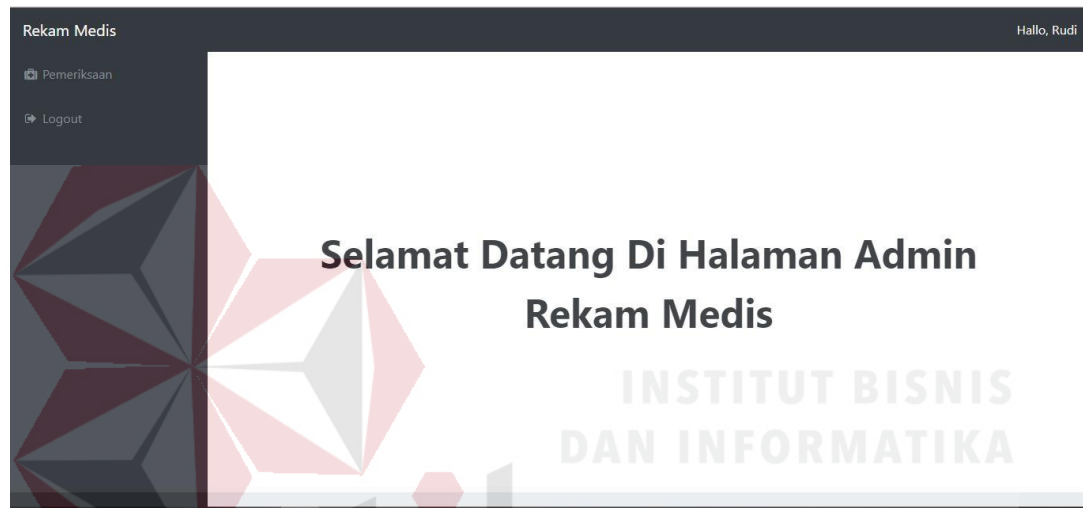 Rekam Medis
Hallo, Rudi
Pemeriksaan
Logout
Selamat Datang Di Halaman Admin
Rekam Medis
INSTITUT BISNIS
DAN INFORMATIKA